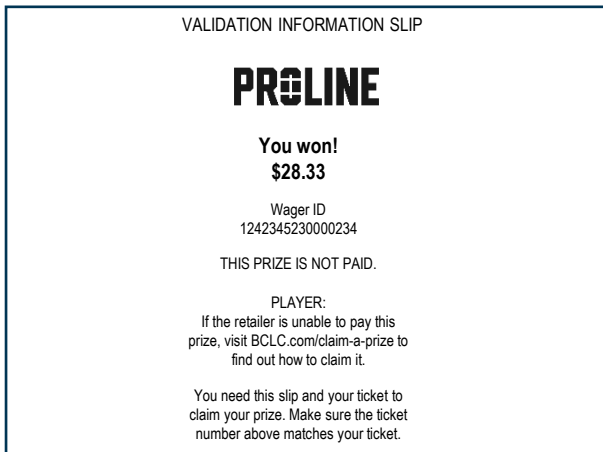 VALIDATION INFORMATION SLIP
PROLINE
You won!
$28.33
Wager ID
1242345230000234
THIS PRIZE IS NOT PAID.
PLAYER:
If the retailer is unable to pay this
prize, visit BCLC.com/claim-a-prize to
find out how to claim it.
You need this slip and your ticket to
claim your prize. Make sure the ticket
number above matches your ticket.